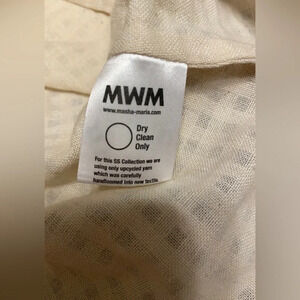 MWM
www.masha-maria.com
Dry
Clean
Only
For this SS Collection we are
using only upcycled yarn
which was carefully
handloomed into new textile